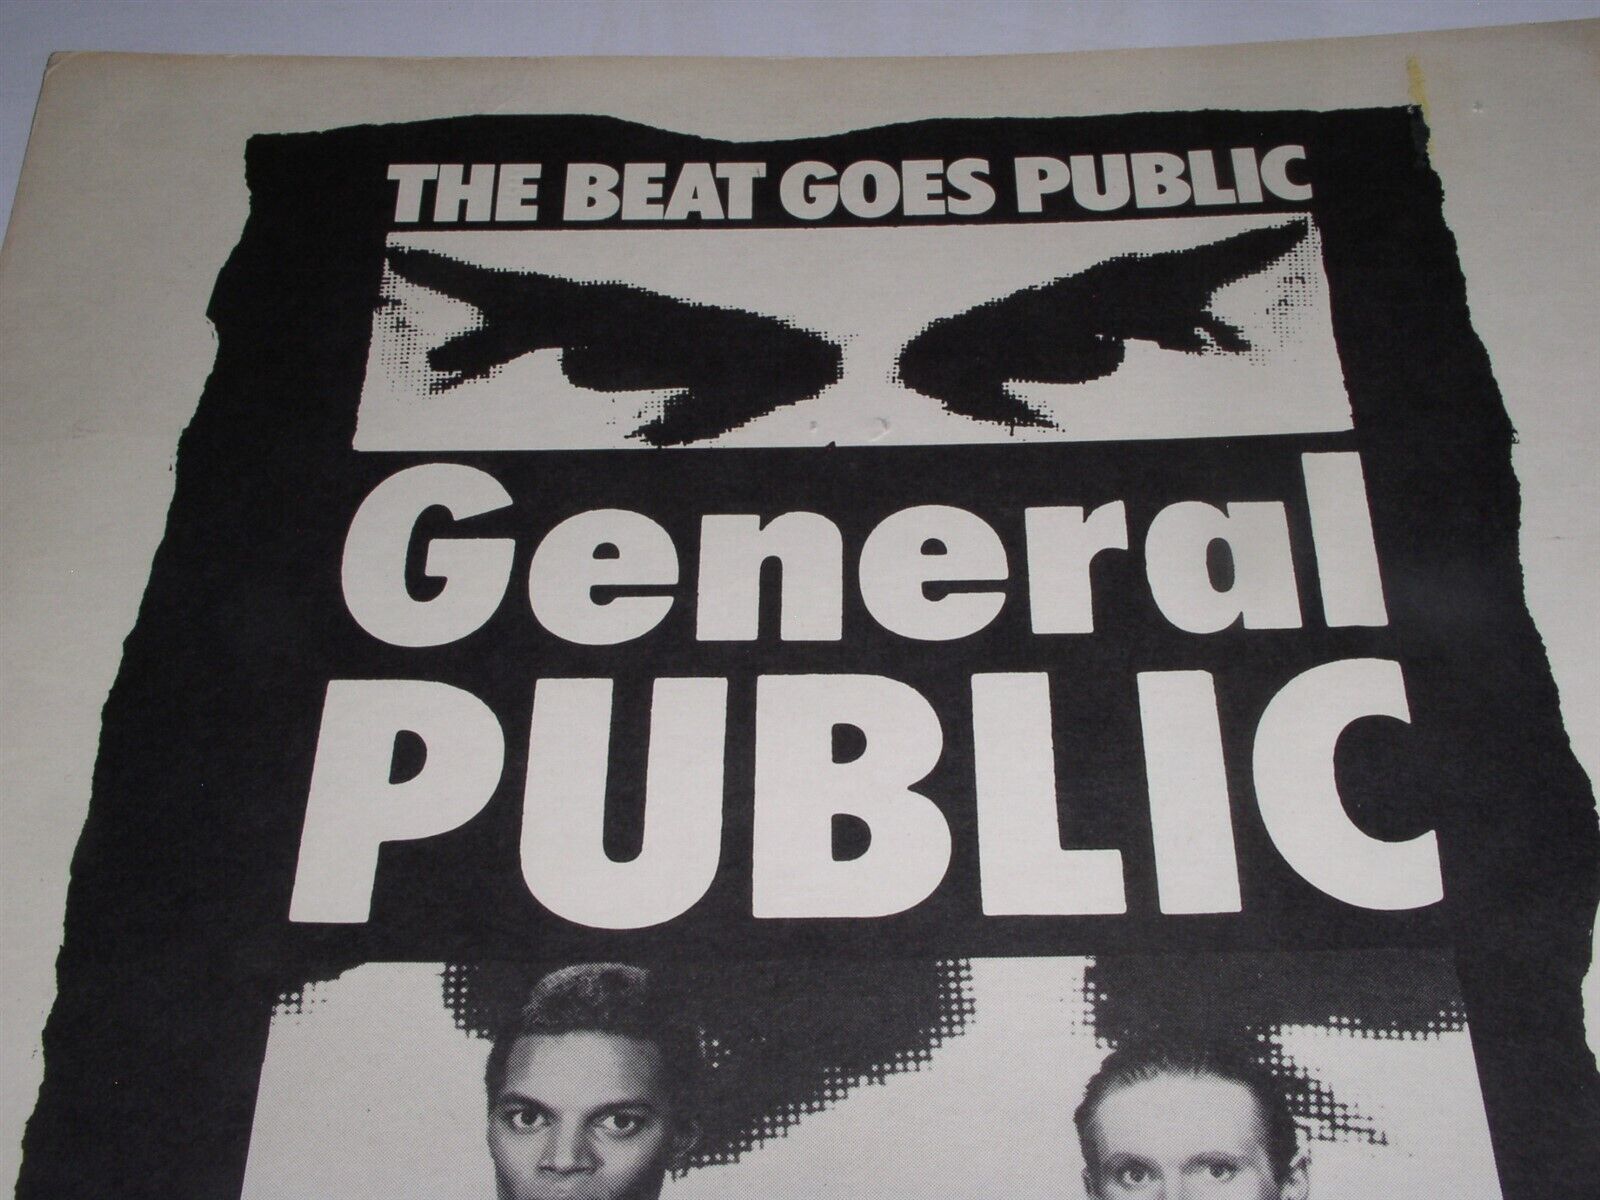 THE BEAT GOES PUBLIC
General
PUBLIC